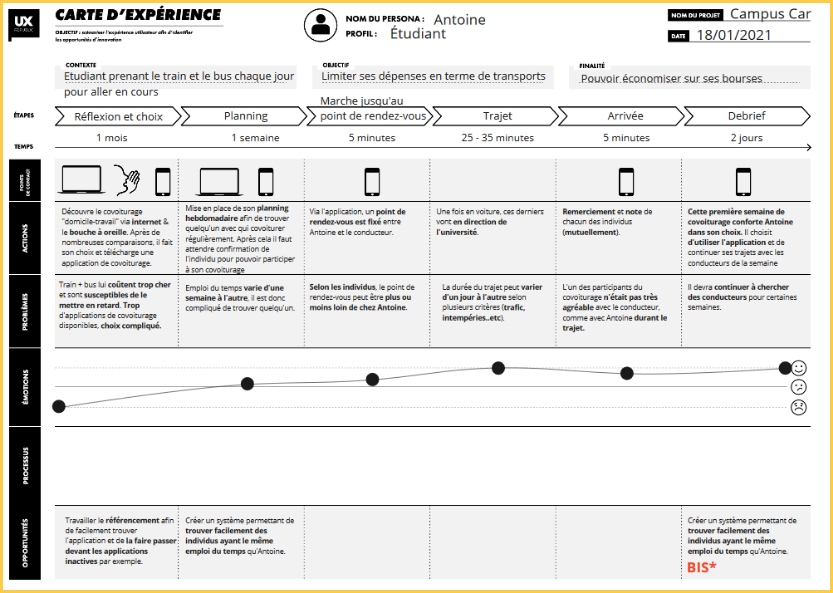 UX
REPUBLIC
CARTE D'EXPÉRIENCE
OBJECTIF : scénariser l'expérience utilisateur afin d'identifier
les opportunités d'innovation
NOM DU PERSONA : Antoine
PROFIL : Étudiant
NOM DU PROJET Campus Car
DATE 18/01/2021
CONTEXTE
Etudiant prenant le train et le bus chaque jour
pour aller en cours
OBJECTIF
Limiter ses dépenses en terme de transports
FINALITÉ
Pouvoir économiser sur ses bourses
ÉTAPES
Réflexion et choix
Planning
Marche jusqu'au
point de rendez-vous
Trajet
Arrivée
Debrief
TEMPS
1 mois
1 semaine
5 minutes
25 - 35 minutes
5 minutes
2 jours
POINTS
DE CONTACT
ACTIONS
Découvre le covoiturage
"domicile-travail" via internet &
le bouche à oreille. Après de
nombreuses comparaisons, il fait
son choix et télécharge une
application de covoiturage.
Mise en place de son planning
hebdomadaire afin de trouver
quelqu'un avec qui covoiturer
régulièrement. Après cela il faut
attendre confirmation de
l'individu pour pouvoir participer
à son covoiturage
Via l'application, un point de
rendez-vous est fixé entre
Antoine et le conducteur.
Une fois en voiture, ces derniers
vont en direction de
l'université.
Remerciement et note de
chacun des individus
(mutuellement).
Cette première semaine de
covoiturage conforte Antoine
dans son choix. Il choisit
d'utiliser l'application et de
continuer ses trajets avec les
conducteurs de la semaine
PROBLÈMES
Train + bus lui coûtent trop cher
et sont susceptibles de le
mettre en retard. Trop
d'applications de covoiturage
disponibles, choix compliqué.
Emploi du temps varie d'une
semaine à l'autre, il est donc
compliqué de trouver quelqu'un.
Selon les individus, le point de
rendez-vous peut être plus ou
moins loin de chez Antoine.
La durée du trajet peut varier
d'un jour à l'autre selon
plusieurs critères (trafic,
intempéries..etc).
L'un des participants du
covoiturage n'était pas très
agréable avec le conducteur,
comme avec Antoine durant le
trajet.
Il devra continuer à chercher
des conducteurs pour certaines
semaines.
ÉMOTIONS
PROCESSUS
OPPORTUNITÉS
Travailler le référencement afin
de facilement trouver
l'application et de la faire passer
devant les applications
inactives par exemple.
Créer un système permettant de
trouver facilement des
individus ayant le même
emploi du temps qu'Antoine.
Créer un système permettant de
trouver facilement des
individus ayant le même
emploi du temps qu'Antoine.
BIS*